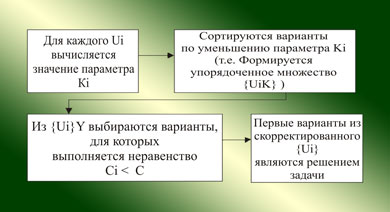 Для каждого Ui
вычисляется
значение параметра
Ki
Сортируются варианты
по уменьшению параметра Ki
(т.е. Формируется
упорядоченное множество
{UiK} )
Из {Ui}Y выбираются варианты,
для которых
выполняется неравенство
Ci < C
Первые варианты из
скорректированного
{Ui}
являются решением
задачи